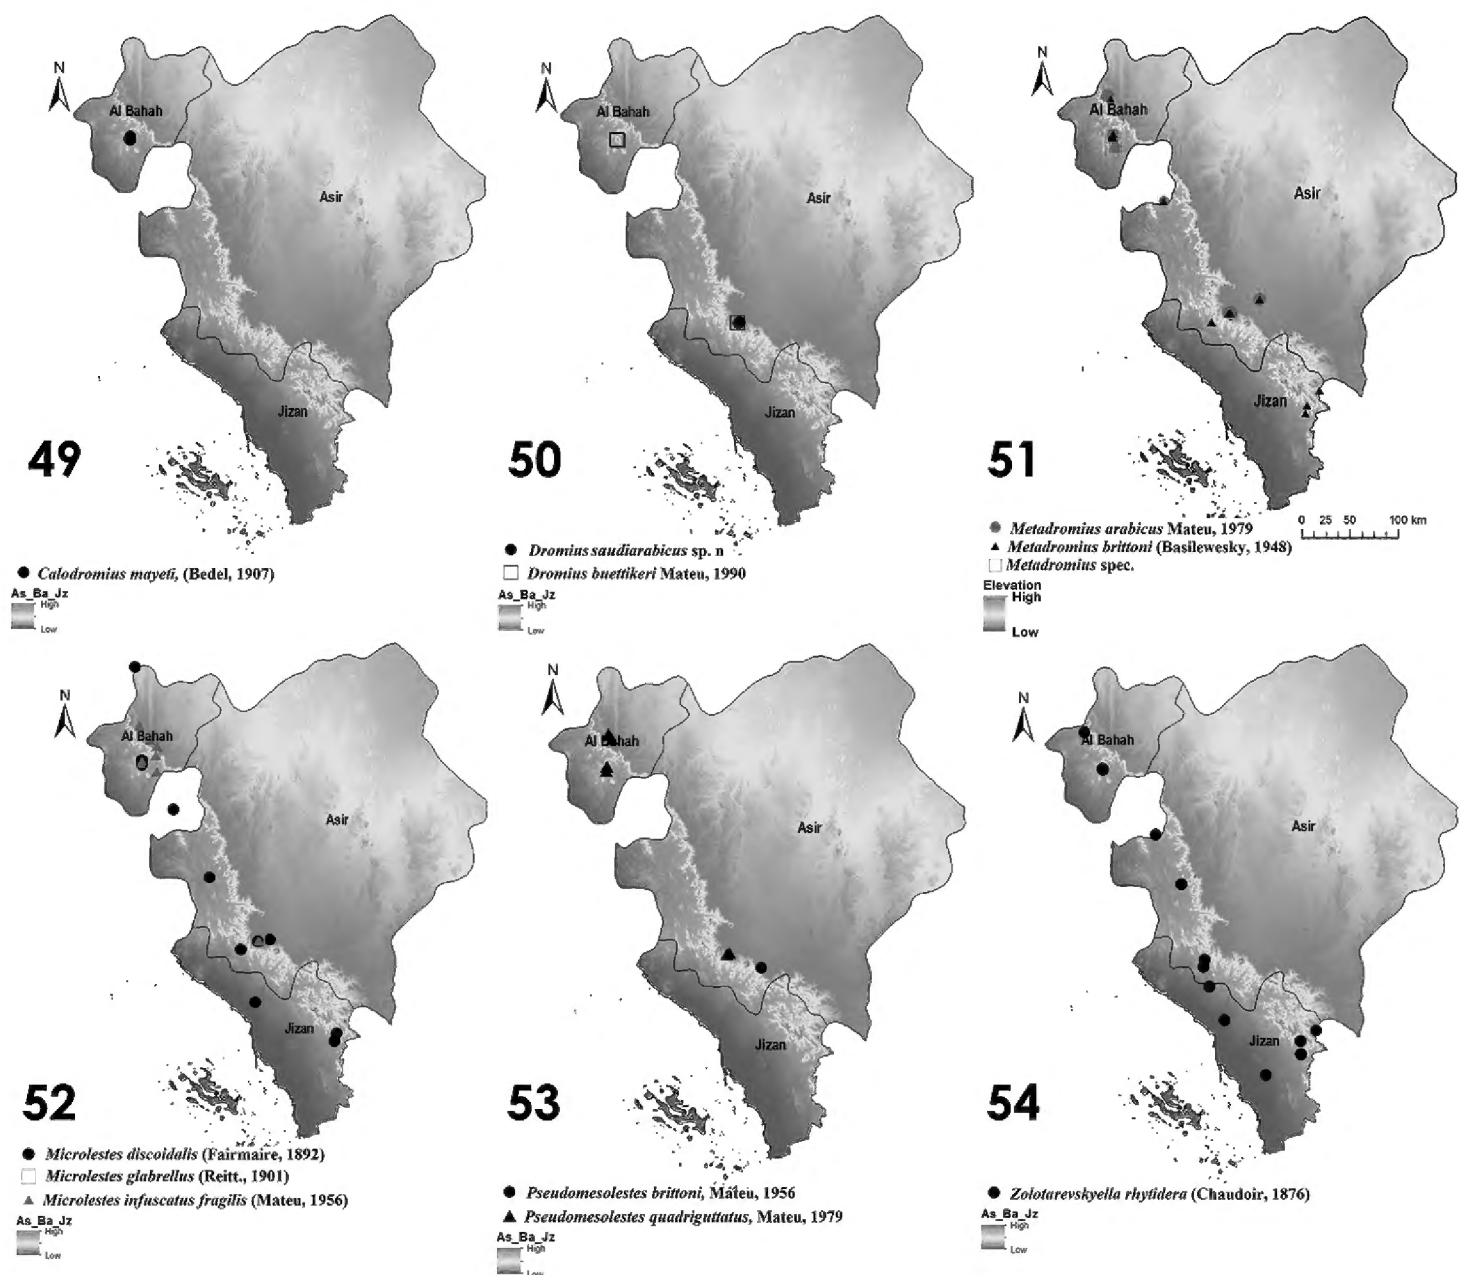 N
Al Bahah
Asir
Jizan
49
Calodromius mayeti, (Bedel, 1907)
As_Ba_Jz
High
Low
N
Al Bahah
Asir
Jizan
50
Dromius saudiarabicus sp. n
Dromius buettikeri Mateu, 1990
As_Ba_Jz
High
Low
N
Al Bahah
Asir
Jizan
51
Metadromius arabicus Mateu, 1979
Metadromius brittoni (Basilewesky, 1948)
Metadromius spec.
0 25 50 100 km
Elevation
High
Low
N
Al Bahah
Asir
Jizan
52
Microlestes discoidalis (Fairmaire, 1892)
Microlestes glabrellus (Reitt., 1901)
Microlestes infuscatus fragilis (Mateu, 1956)
As_Ba_Jz
High
Low
N
Al Bahah
Asir
Jizan
53
Pseudomesolestes brittoni, Mateu, 1956
Pseudomesolestes quadriguttatus, Mateu, 1979
As_Ba_Jz
High
Low
N
Al Bahah
Asir
Jizan
54
Zolotarevskyella rhytidera (Chaudoir, 1876)
As_Ba_Jz
High
Low